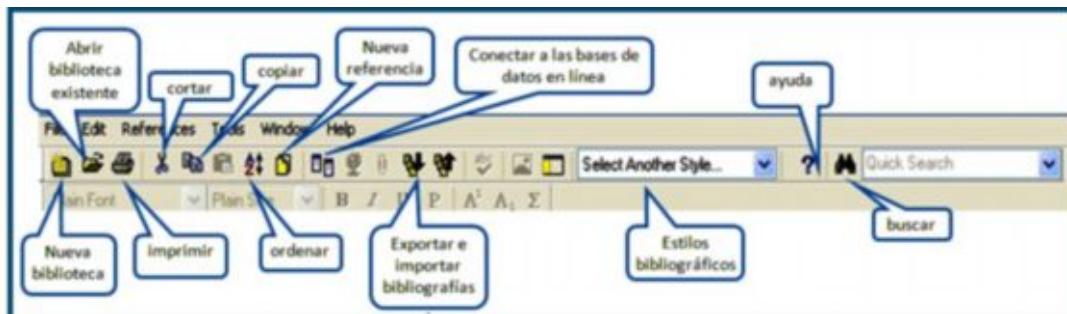 Abrir
biblioteca
existente
cortar
copiar
Nueva
referencia
Conectar a las bases de
datos en línea
ayuda
File Edit References Tools Window Help
Select Another Style...
?
Quick Search
Plain Font
Plain Size
B I U P A¹ A₁ Σ
Nueva
biblioteca
imprimir
ordenar
Exportar e
importar
bibliografías
Estilos
bibliográficos
buscar